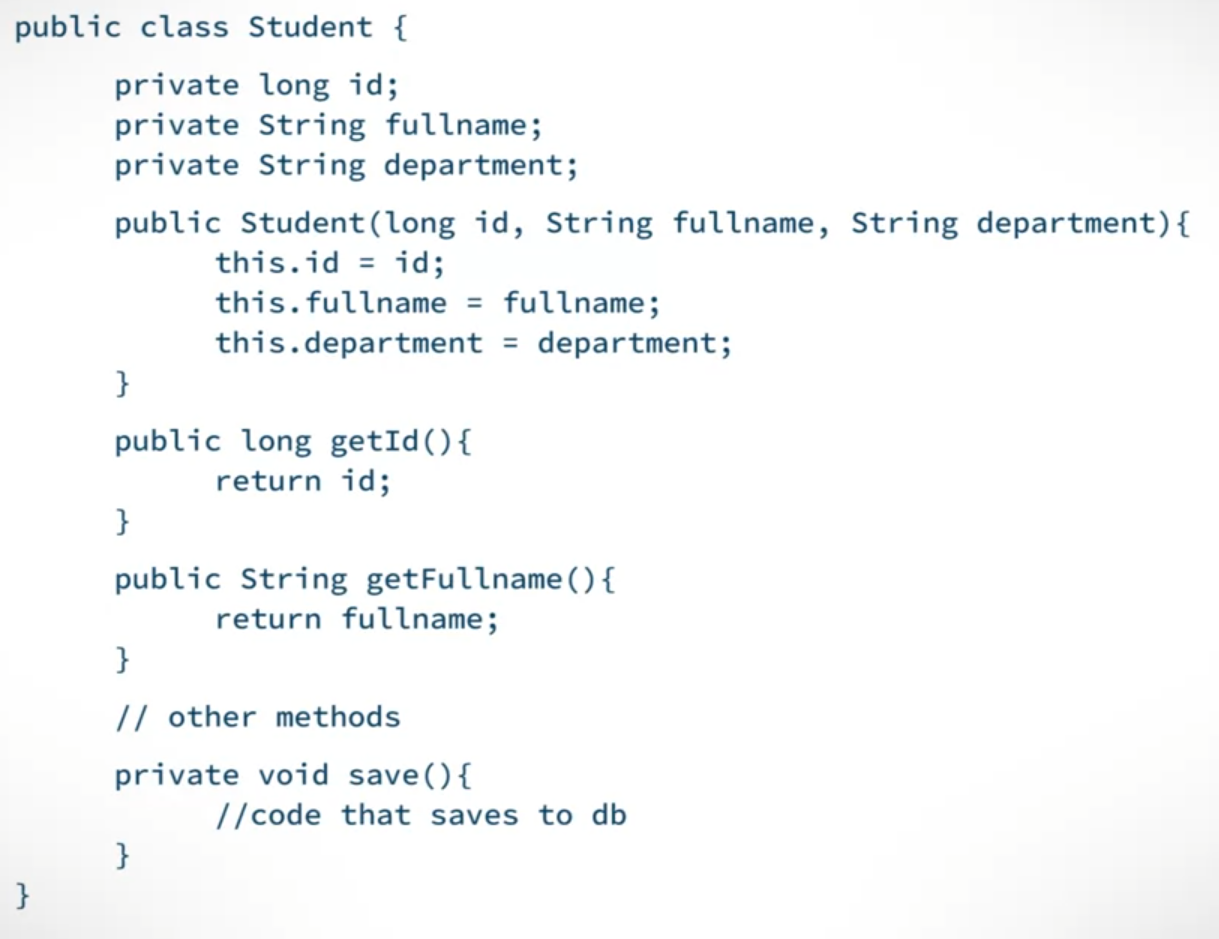 public class Student {
private long id;
private String fullname;
private String department;
public Student(long id, String fullname, String department){
this.id = id;
this.fullname = fullname;
this.department = department;
}
public long getId(){
return id;
}
public String getFullname(){
return fullname;
}
// other methods
private void save(){
//code that saves to db
}
}